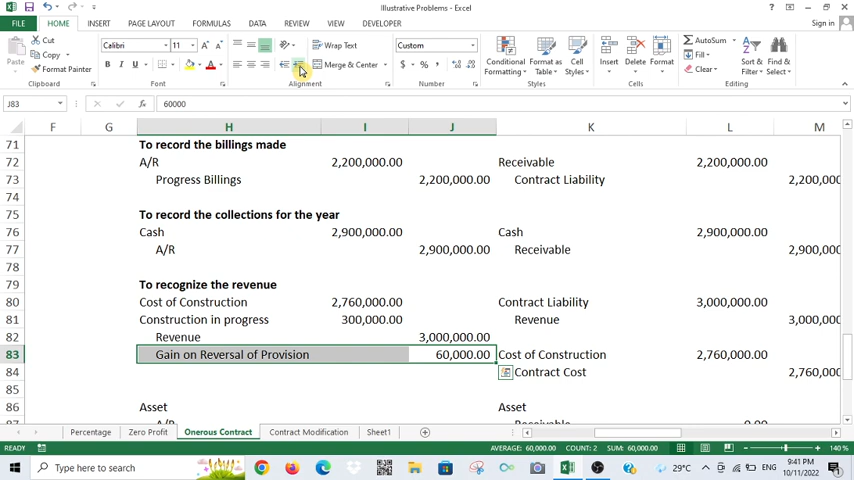 Illustrative Problems - Excel
FILE HOME INSERT PAGE LAYOUT FORMULAS DATA REVIEW VIEW DEVELOPER Sign in
Cut
Copy
Format Painter
Paste
Calibri 11
Wrap Text
Merge & Center
Custom
Conditional Formatting
Format as Table
Cell Styles
Insert Delete Format
AutoSum
Fill
Clear
Sort & Filter
Find & Select
Clipboard Font Alignment Number Styles Cells Editing
J83 60000
F G H I J K L M
71 To record the billings made
72 A/R 2,200,000.00 Receivable 2,200,000.00
73 Progress Billings 2,200,000.00 Contract Liability 2,200,000
74
75 To record the collections for the year
76 Cash 2,900,000.00 Cash 2,900,000.00
77 A/R 2,900,000.00 Receivable 2,900,000
78
79 To recognize the revenue
80 Cost of Construction 2,760,000.00 Contract Liability 3,000,000.00
81 Construction in progress 300,000.00 Revenue 3,000,000
82 Revenue 3,000,000.00
83 Gain on Reversal of Provision 60,000.00 Cost of Construction 2,760,000.00
84 Contract Cost 2,760,000
85
86 Asset Asset
87 A/R Receivable 0.00
Percentage Zero Profit Onerous Contract Contract Modification Sheet1
READY AVERAGE: 60,000.00 COUNT: 2 SUM: 60,000.00 140%
Type here to search 29°C ENG 9:41 PM
10/11/2022